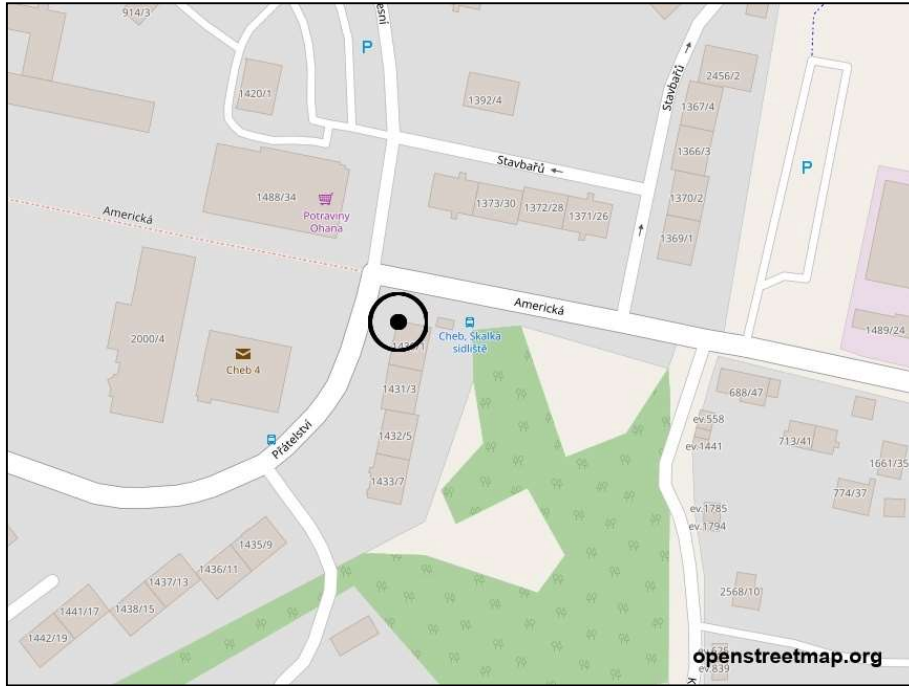 914/3
esní
P
1420/1
1392/4
Stavbařů
2456/2
1367/4
1366/3
1370/2
1369/1
Stavbařů
P
1488/34
Potraviny
Ohana
1373/30
1372/28
1371/26
Americká
Americká
2000/4
Cheb 4
Cheb, Skalka
sídliště
1431/3
1432/5
1433/7
Přátelství
1489/24
688/47
ev.558
ev.1441
713/41
1661/35
774/37
ev.1785
ev.1794
2568/10
1435/9
1436/11
1437/13
1438/15
1441/17
1442/19
ev.839
K
openstreetmap.org